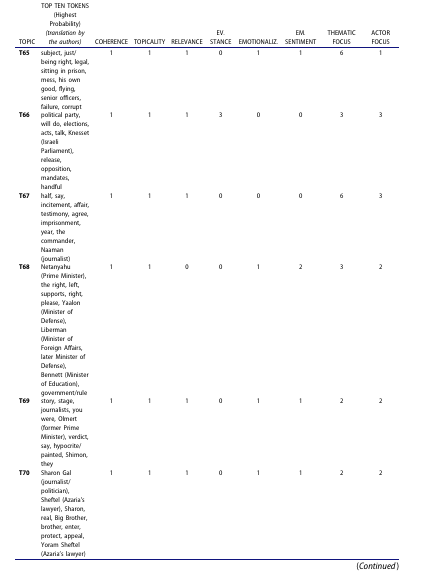 TOP TEN TOKENS
(Highest
Probability)
(translation by
the authors)
TOPIC COHERENCE TOPICALITY RELEVANCE EV. STANCE EMOTIONALIZ. EM. SENTIMENT THEMATIC FOCUS ACTOR FOCUS
T65 subject, just/ 1 1 1 0 1 1 6 1
being right, legal,
sitting in prison,
mess, his own
good, flying,
senior officers,
failure, corrupt
T66 political party, 1 1 1 3 0 0 3 3
will do, elections,
acts, talk, Knesset
(Israeli
Parliament),
release,
opposition,
mandates,
handful
T67 half, say, 1 1 1 0 0 0 6 3
incitement, affair,
testimony, agree,
imprisonment,
year, the
commander,
Naaman
(journalist)
T68 Netanyahu 1 1 0 0 1 2 3 2
(Prime Minister),
the right, left,
supports, right,
please, Yaalon
(Minister of
Defense),
Liberman
(Minister of
Foreign Affairs,
later Minister of
Defense),
Bennett (Minister
of Education),
government/rule
T69 story, stage, 1 1 1 0 1 1 2 2
journalists, you
were, Olmert
(former Prime
Minister), verdict,
say, hypocrite/
painted, Shimon,
they
T70 Sharon Gal 1 1 1 0 1 1 2 2
(journalist/
politician),
Sheftel (Azaria's
lawyer), Sharon,
real, Big Brother,
brother, enter,
protect, appeal,
Yoram Sheftel
(Azaria's lawyer)
(Continued)